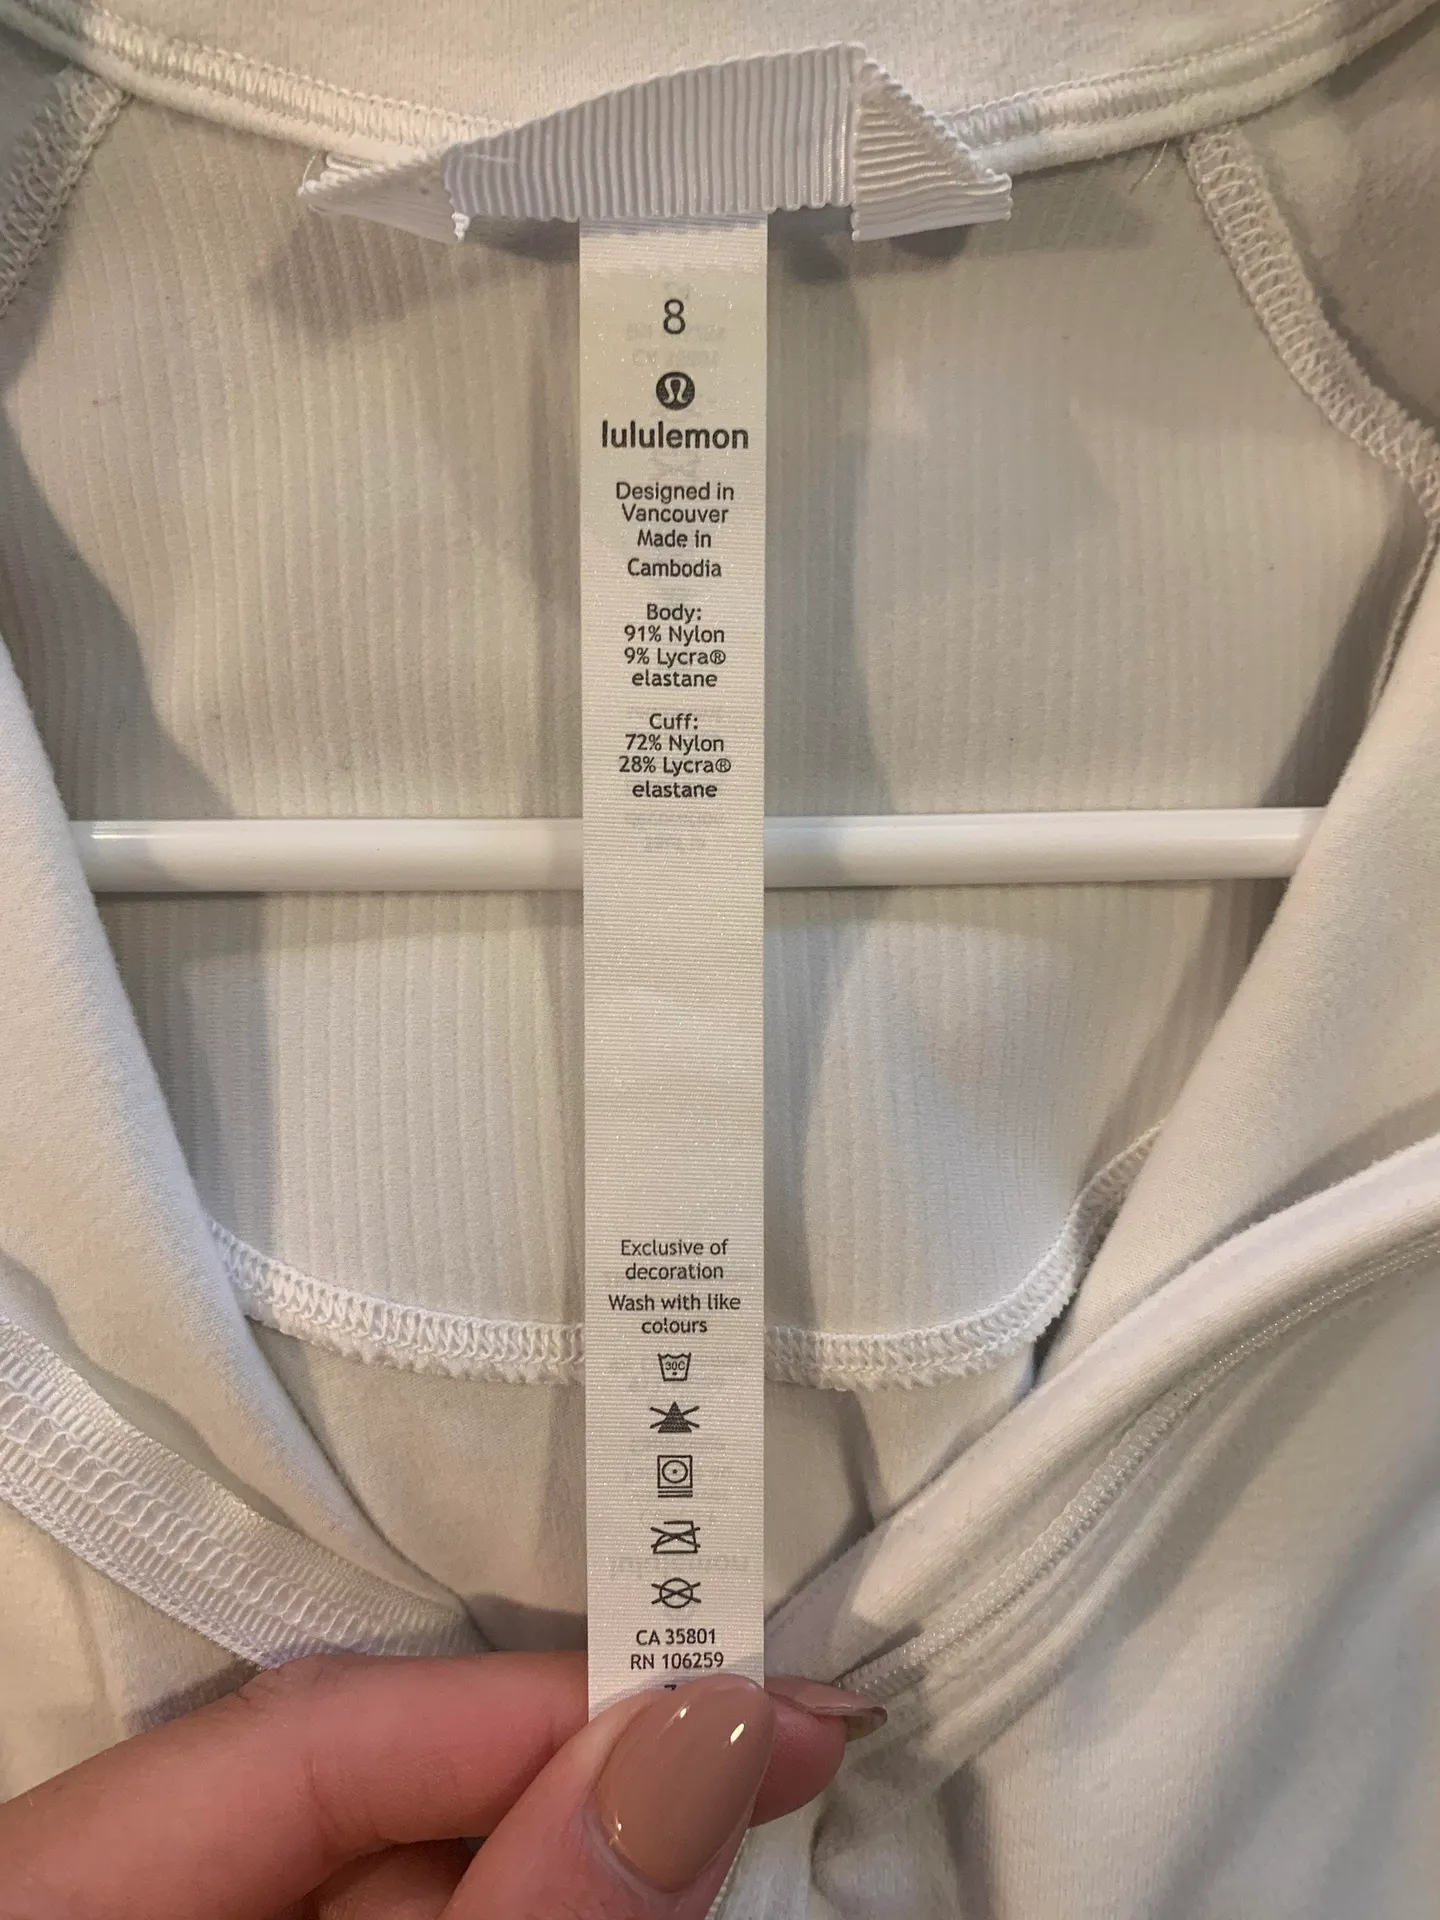 8
lululemon
Designed in
Vancouver
Made in
Cambodia
Body:
91% Nylon
9% Lycra®
elastane
Cuff:
72% Nylon
28% Lycra®
elastane
Exclusive of
decoration
Wash with like
colours
30C
CA 35801
RN 106259